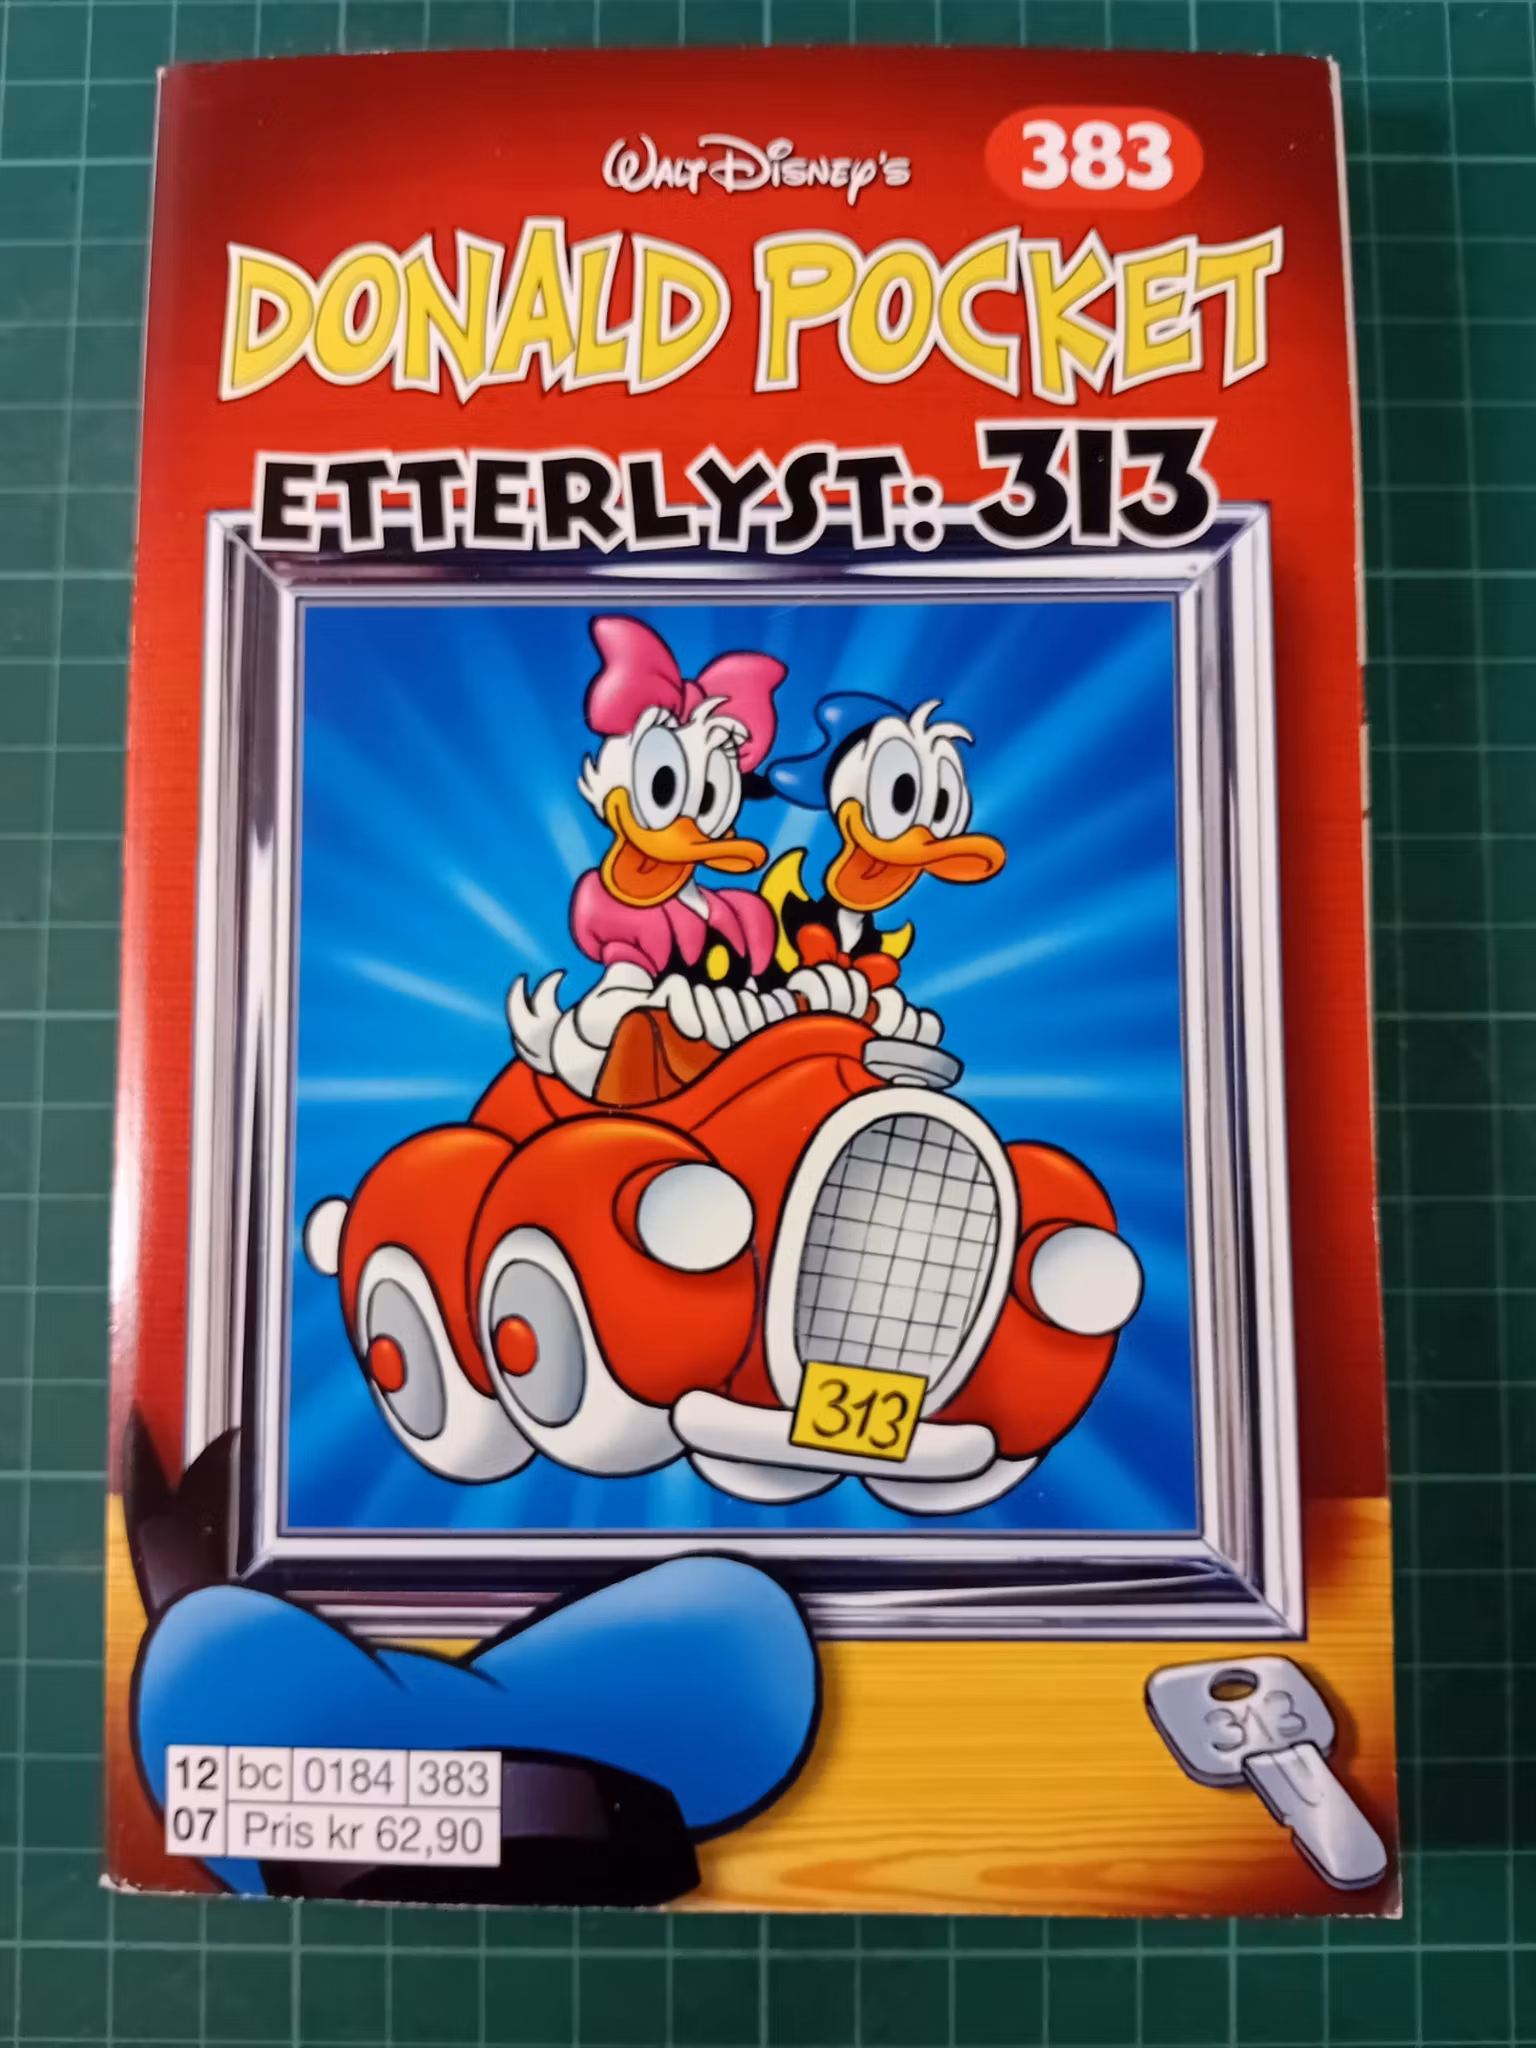 WALT DISNEY'S
383
DONALD POCKET
ETTERLYST: 313
313
313
12 bc 0184 383
07 Pris kr 62,90